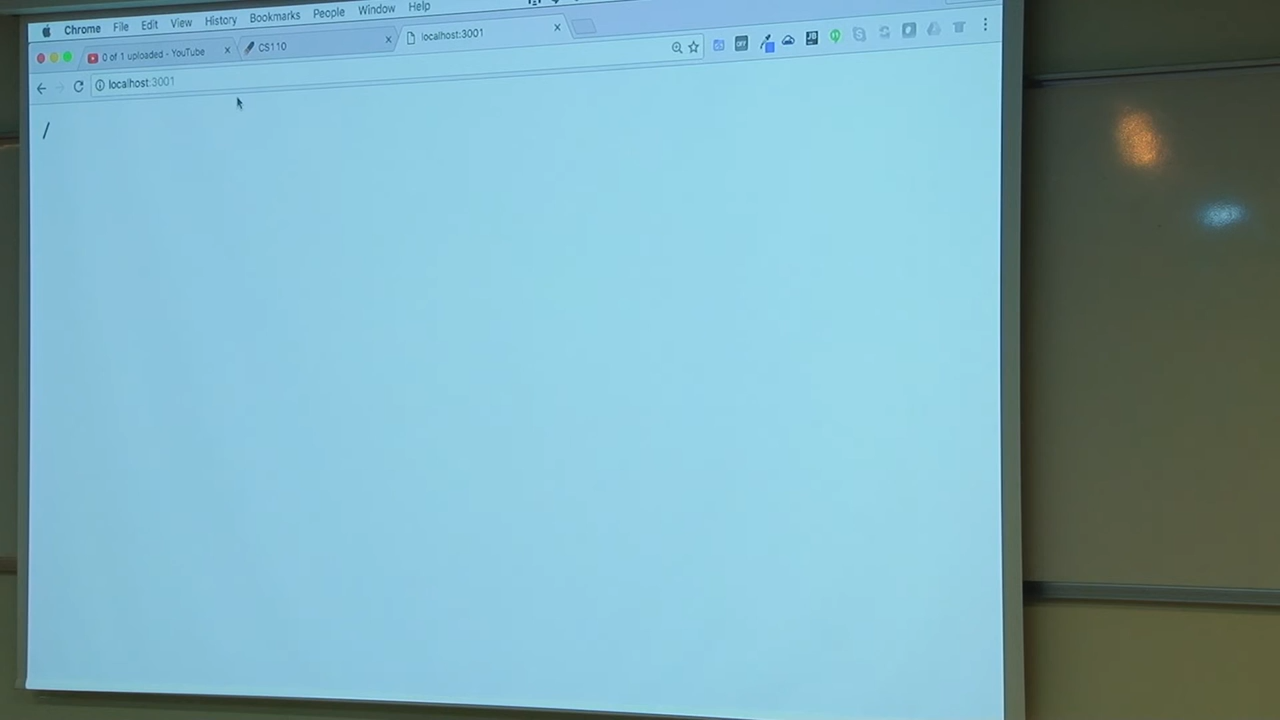 Chrome File Edit View History Bookmarks People Window Help
0 of 1 uploaded - YouTube
CS110
localhost:3001
localhost:3001
/